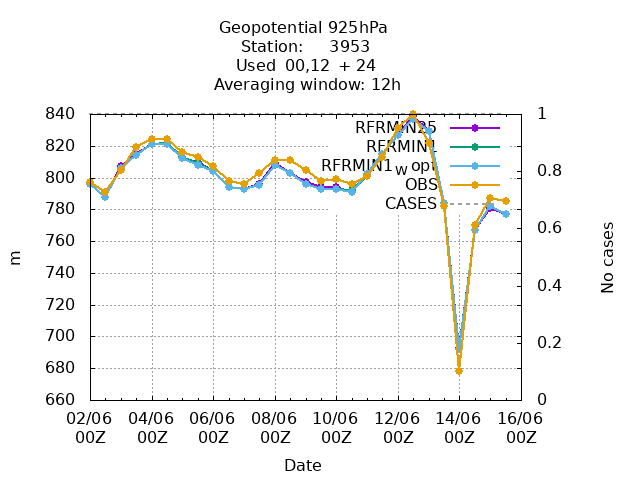 Geopotential 925hPa
Station: 3953
Used 00,12 + 24
Averaging window: 12h
840 1
RFRMIN25
820 RFRMIN1
RFRMIN1w opt
800 0.8
OBS
CASES
780
0.6
760
m No cases
740
0.4
720
700
0.2
680
660 0
02/06 04/06 06/06 08/06 10/06 12/06 14/06 16/06
00Z 00Z 00Z 00Z 00Z 00Z 00Z 00Z
Date